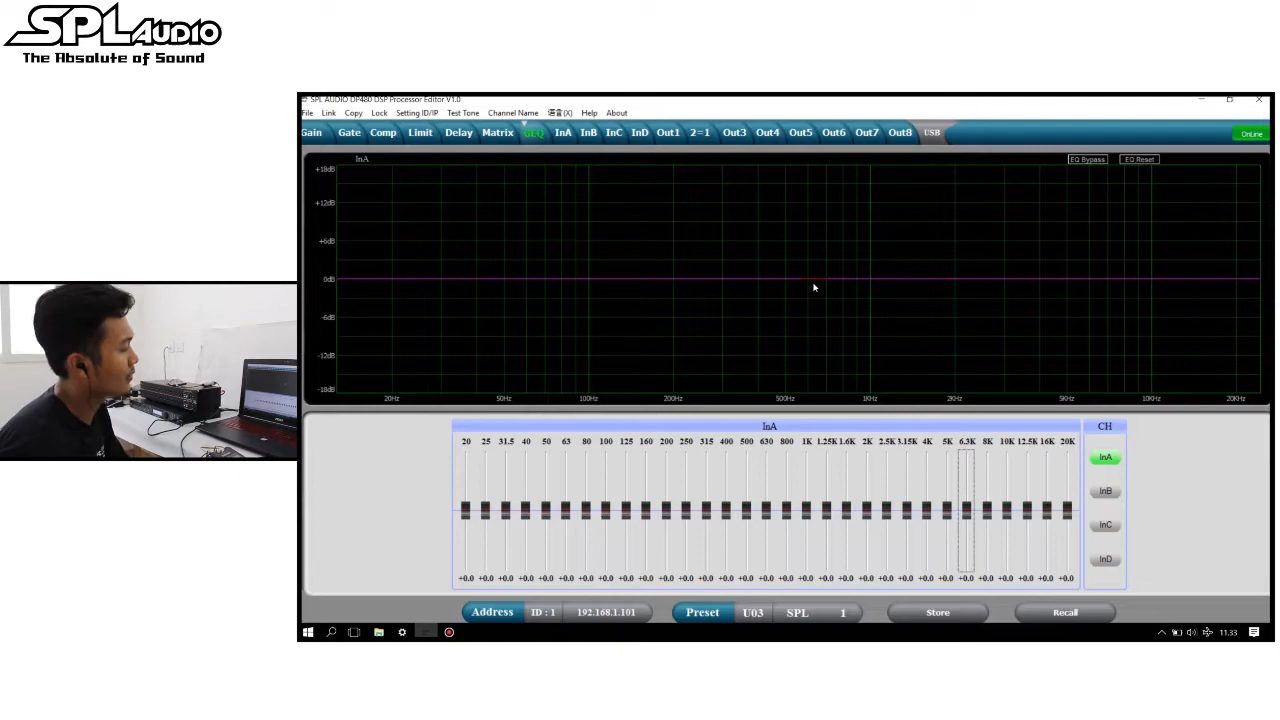 SPL AUDIO
The Absolute of Sound
SPL AUDIO DP480 DSP Processor Editor V1.0
File Link Copy Lock Setting ID/IP Test Tone Channel Name 语言(X) Help About
Gain Gate Comp Limit Delay Matrix GEQ InA InB InC InD Out1 2=1 Out3 Out4 Out5 Out6 Out7 Out8 USB OnLine
InA EQ Bypass EQ Reset
+18dB
+12dB
+6dB
0dB
-6dB
-12dB
-18dB
20Hz 50Hz 100Hz 200Hz 500Hz 1KHz 2KHz 5KHz 10KHz 20KHz
InA CH
20 25 31.5 40 50 63 80 100 125 160 200 250 315 400 500 630 800 1K 1.25K 1.6K 2K 2.5K 3.15K 4K 5K 6.3K 8K 10K 12.5K 16K 20K
InA
InB
InC
InD
+0.0 +0.0 +0.0 +0.0 +0.0 +0.0 +0.0 +0.0 +0.0 +0.0 +0.0 +0.0 +0.0 +0.0 +0.0 +0.0 +0.0 +0.0 +0.0 +0.0 +0.0 +0.0 +0.0 +0.0 +0.0 +0.0 +0.0 +0.0 +0.0 +0.0 +0.0
Address ID : 1 192.168.1.101 Preset U03 SPL 1 Store Recall
11.33